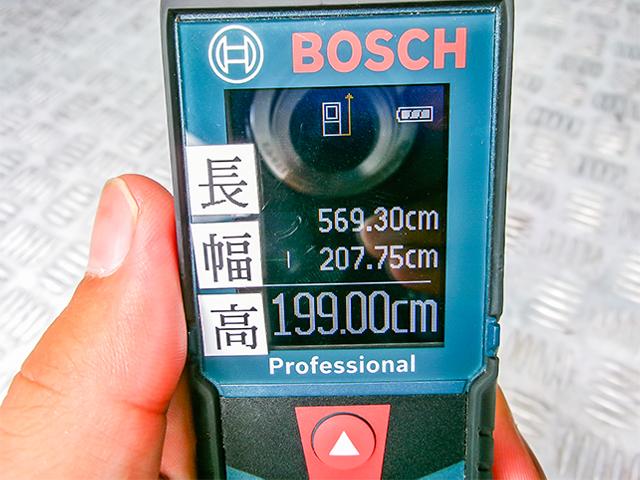 BOSCH
長 569.30cm
幅 207.75cm
高 199.00cm
Professional